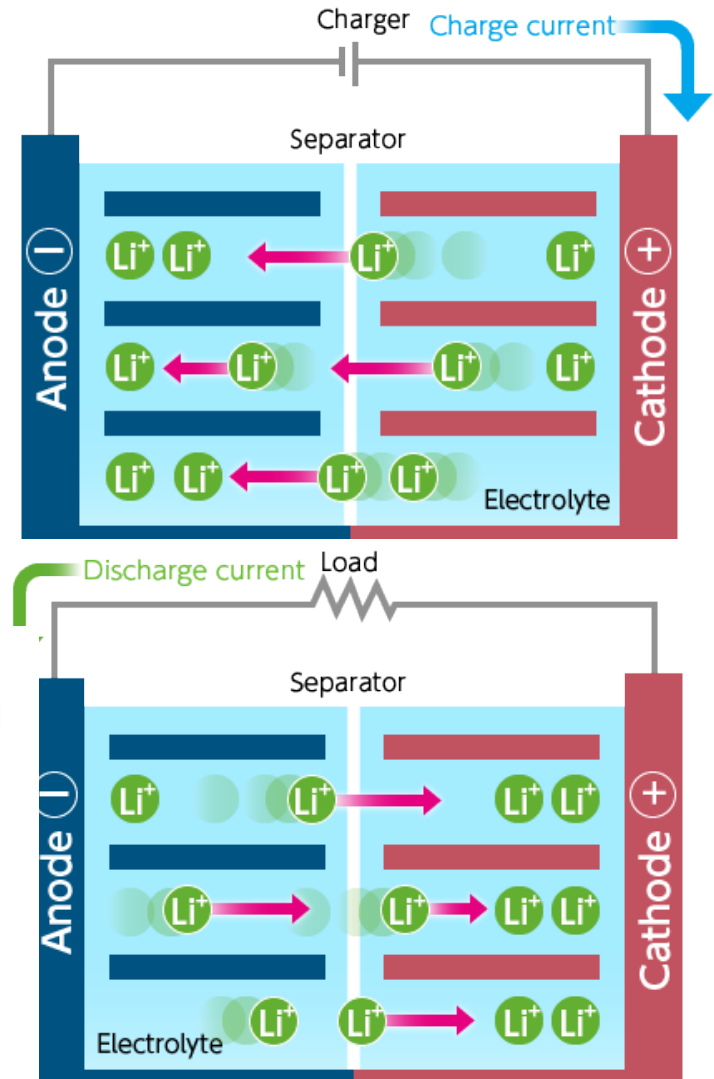 Charger
Charge current
Separator
Anode −
Li⁺ Li⁺ Li⁺ Li⁺
Li⁺ Li⁺ Li⁺ Li⁺
Li⁺ Li⁺ Li⁺ Li⁺
Electrolyte
Cathode +
Discharge current
Load
Separator
Anode −
Li⁺ Li⁺ Li⁺ Li⁺
Li⁺ Li⁺ Li⁺ Li⁺
Li⁺ Li⁺ Li⁺ Li⁺
Electrolyte
Cathode +